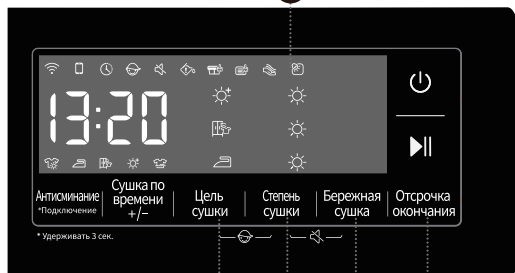 13:20
Антисминание
*Подключение
Сушка по
времени
+/–
Цель
сушки
Степень
сушки
Бережная
сушка
Отсрочка
окончания
* Удерживать 3 сек.